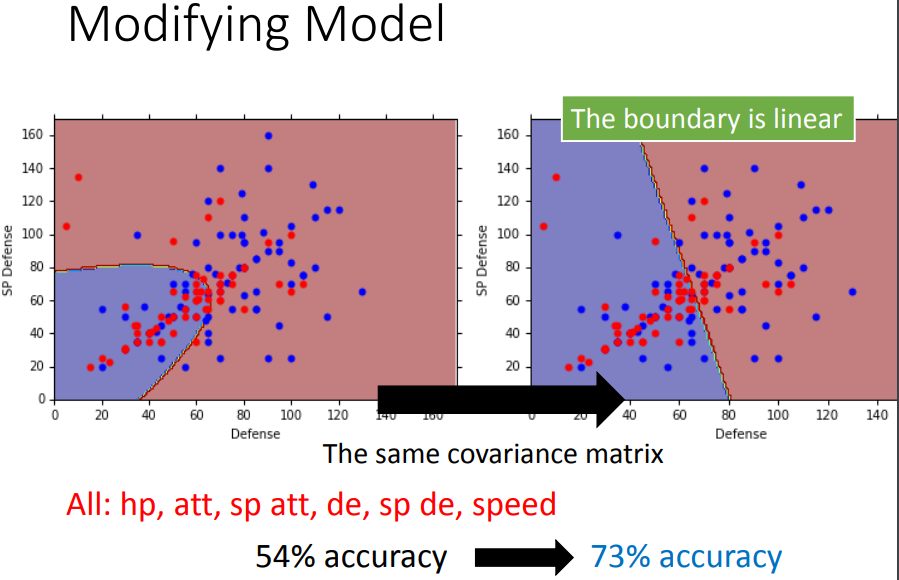 Modifying Model
The boundary is linear
160
140
120
100
80
60
40
20
0
SP Defense
0 20 40 60 80 100 120 140 160
Defense
160
140
120
100
80
60
40
20
0
SP Defense
0 20 40 60 80 100 120 140
Defense
The same covariance matrix
All: hp, att, sp att, de, sp de, speed
54% accuracy 73% accuracy